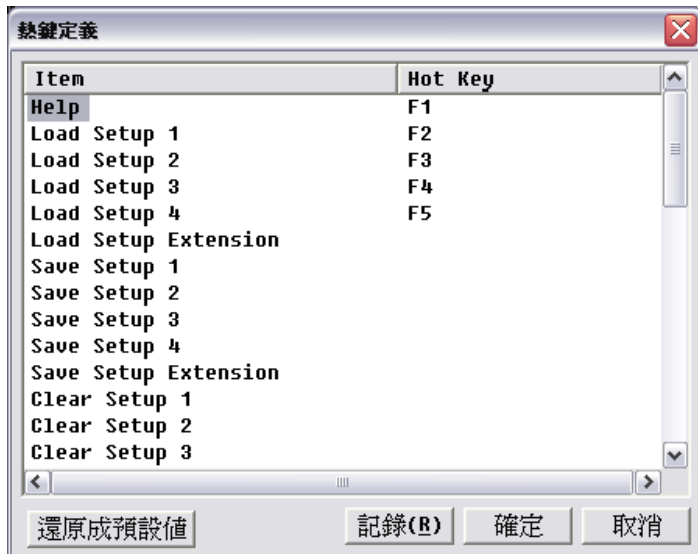 熱鍵定義
Item Hot Key
Help F1
Load Setup 1 F2
Load Setup 2 F3
Load Setup 3 F4
Load Setup 4 F5
Load Setup Extension
Save Setup 1
Save Setup 2
Save Setup 3
Save Setup 4
Save Setup Extension
Clear Setup 1
Clear Setup 2
Clear Setup 3
還原成預設值 記錄(R) 確定 取消